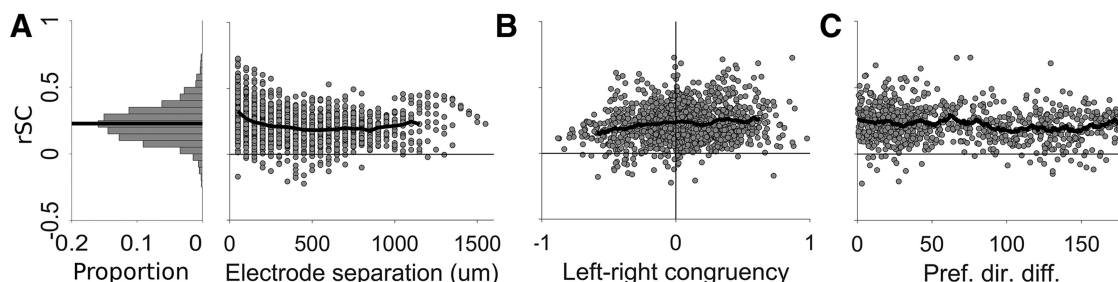 A
B
C
1
0.5
0
-0.5
rSC
0.2 0.1 0
Proportion
0 500 1000 1500
Electrode separation (um)
-1 0 1
Left-right congruency
0 50 100 150
Pref. dir. diff.